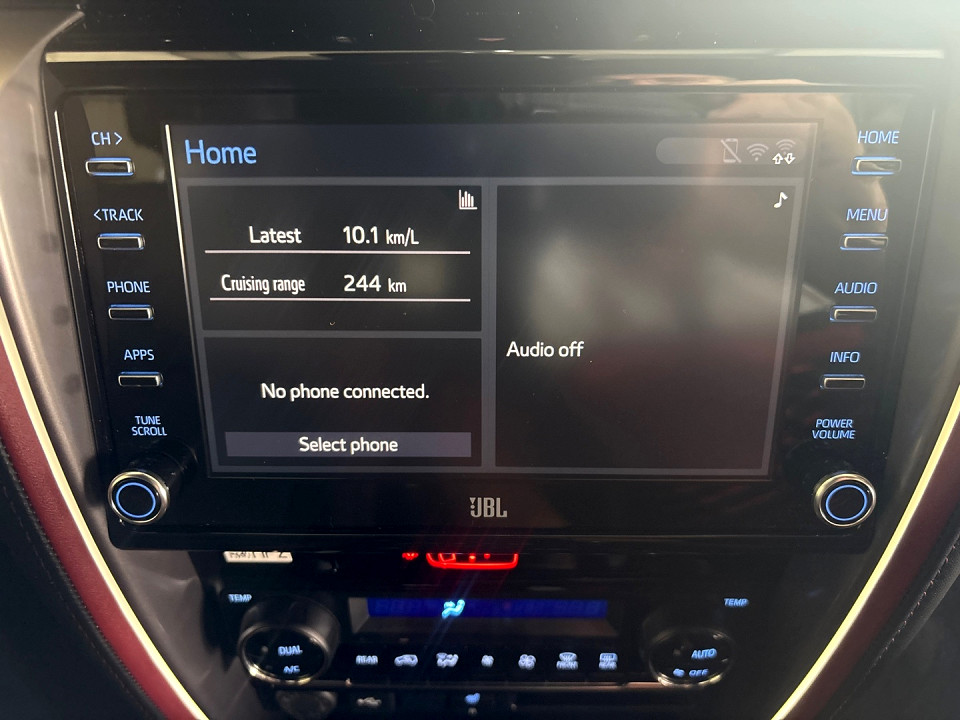 CH >
HOME
Home
<TRACK
MENU
Latest 10.1 km/L
PHONE
Cruising range 244 km
AUDIO
Audio off
APPS
INFO
No phone connected.
TUNE
SCROLL
Select phone
POWER
VOLUME
JBL
TEMP
TEMP
DUAL
A/C
REAR
AUTO
OFF